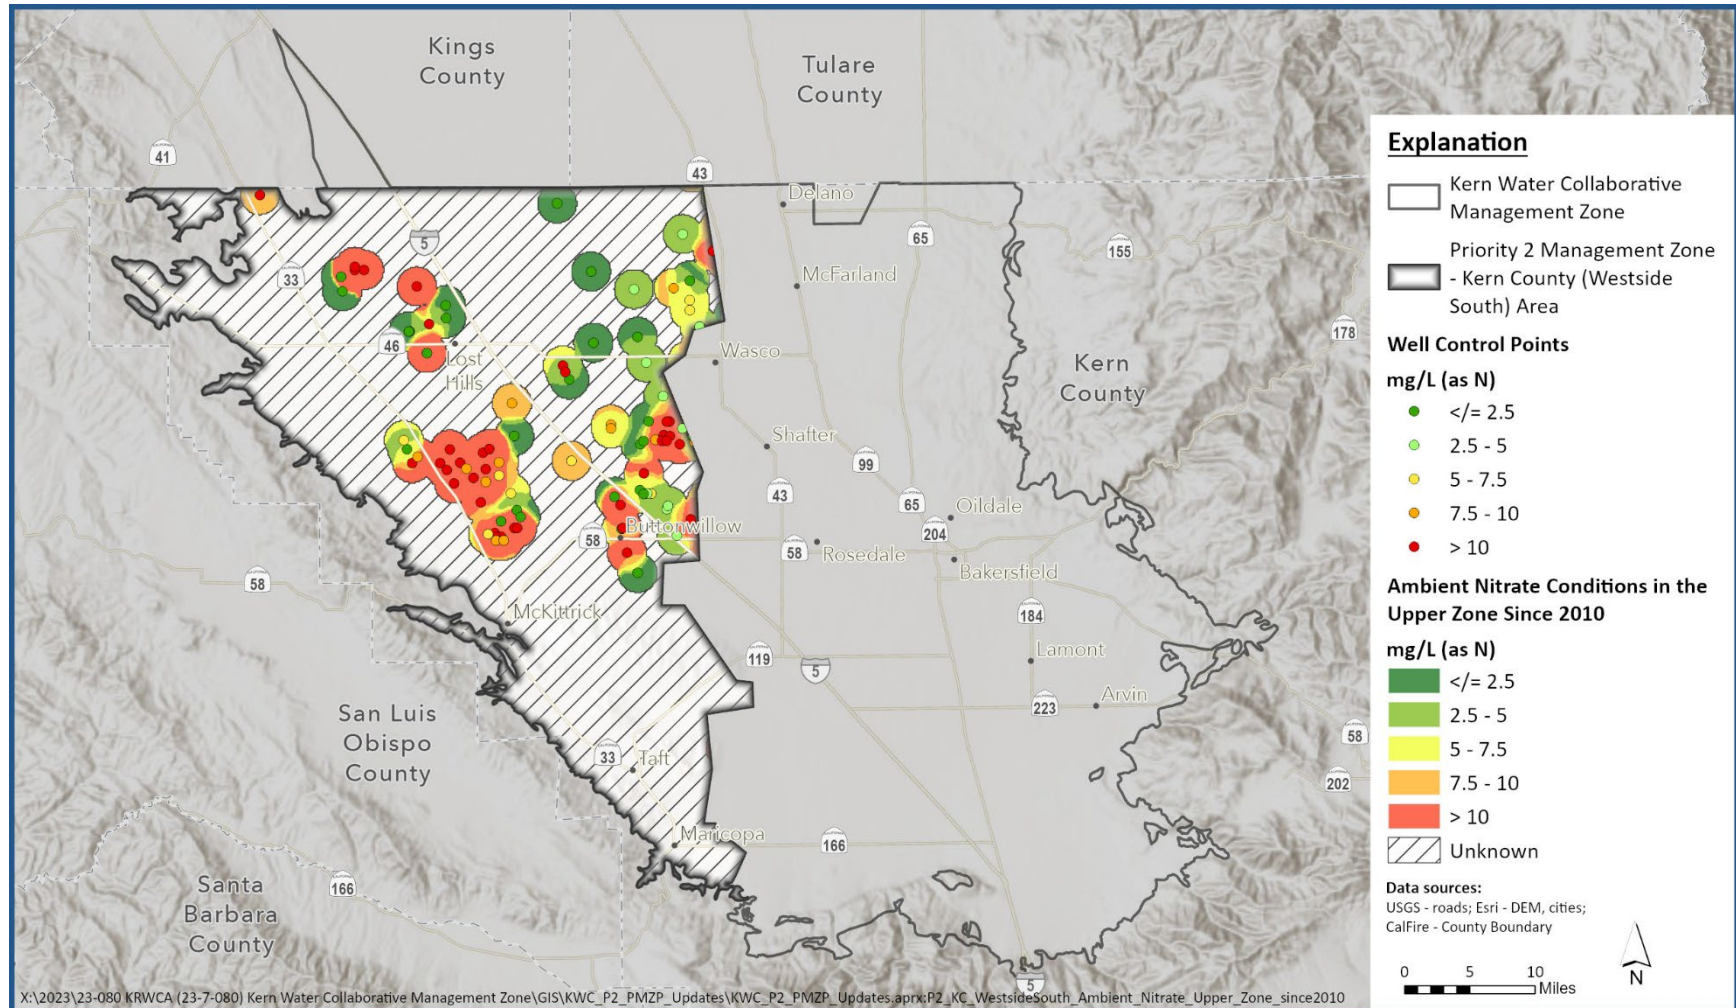 Kings
County
Tulare
County
41
43
Delano
5
65
155
33
McFarland
178
46
Lost
Hills
Wasco
Kern
County
Shafter
99
43
65
Oildale
204
58
Buttonwillow
58
Rosedale
Bakersfield
58
McKittrick
184
119
5
Lamont
223
Arvin
San Luis
Obispo
County
33
Taft
58
202
Maricopa
166
Santa
Barbara
County
166
5
Explanation
Kern Water Collaborative
Management Zone
Priority 2 Management Zone
- Kern County (Westside
South) Area
Well Control Points
mg/L (as N)
</= 2.5
2.5 - 5
5 - 7.5
7.5 - 10
> 10
Ambient Nitrate Conditions in the
Upper Zone Since 2010
mg/L (as N)
</= 2.5
2.5 - 5
5 - 7.5
7.5 - 10
> 10
Unknown
Data sources:
USGS - roads; Esri - DEM, cities;
CalFire - County Boundary
0 5 10
Miles
N
X:\2023\23-080 KRWCA (23-7-080) Kern Water Collaborative Management Zone\GIS\KWC_P2_PMZP_Updates\KWC_P2_PMZP_Updates.aprx:P2_KC_WestsideSouth_Ambient_Nitrate_Upper_Zone_since2010